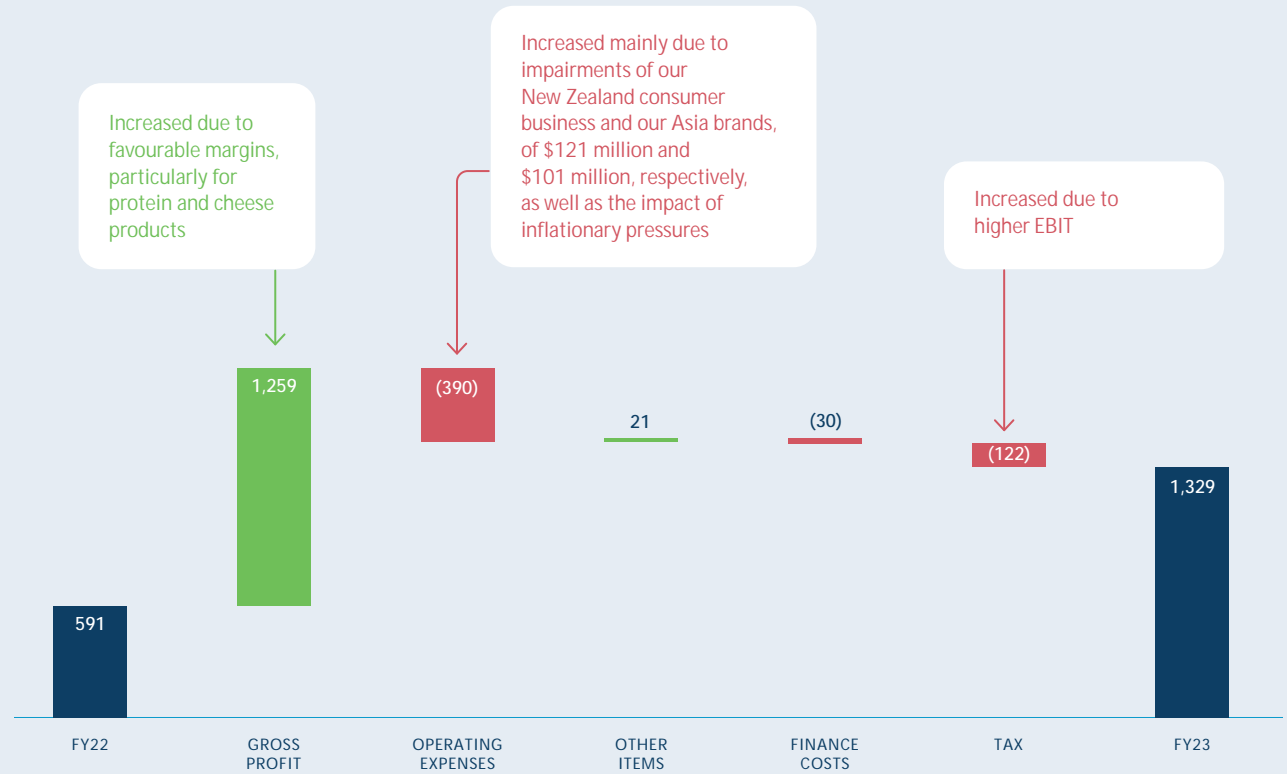 Increased mainly due to
impairments of our
New Zealand consumer
business and our Asia brands,
of $121 million and
$101 million, respectively,
as well as the impact of
inflationary pressures
Increased due to
favourable margins,
particularly for
protein and cheese
products
Increased due to
higher EBIT
591
1,259
(390)
21
(30)
(122)
1,329
FY22
GROSS
PROFIT
OPERATING
EXPENSES
OTHER
ITEMS
FINANCE
COSTS
TAX
FY23